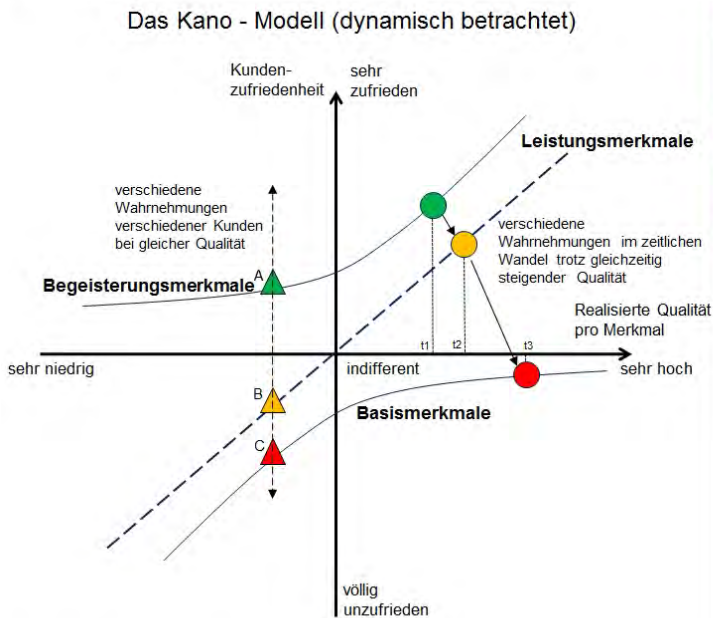 Das Kano - Modell (dynamisch betrachtet)
Kunden-
zufriedenheit
sehr
zufrieden
Leistungsmerkmale
verschiedene
Wahrnehmungen
verschiedener Kunden
bei gleicher Qualität
verschiedene
Wahrnehmungen im zeitlichen
Wandel trotz gleichzeitig
steigender Qualität
Begeisterungsmerkmale
A
Realisierte Qualität
pro Merkmal
t1
t2
t3
sehr niedrig
indifferent
sehr hoch
B
Basismerkmale
C
völlig
unzufrieden